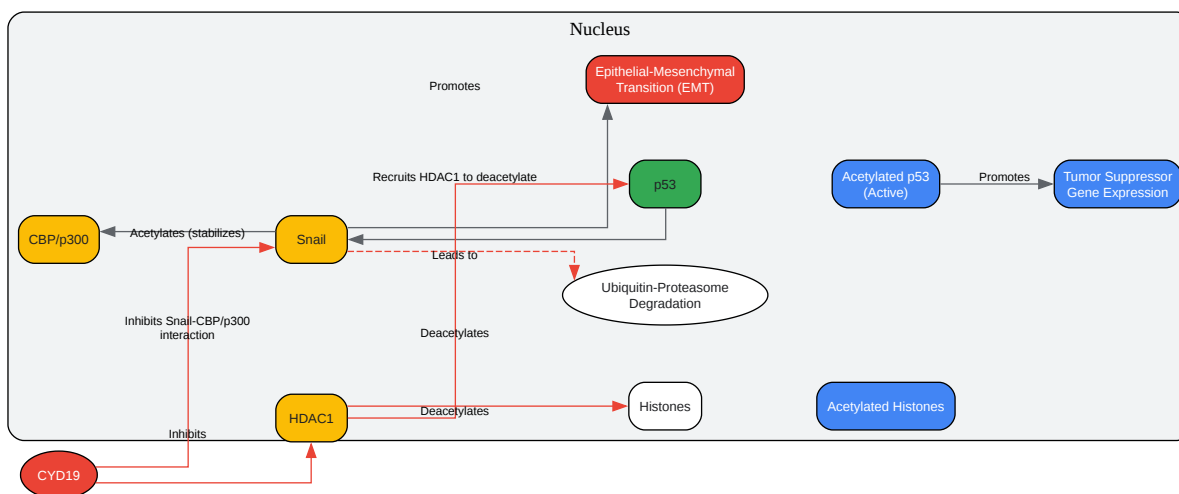 Nucleus
Epithelial-Mesenchymal
Transition (EMT)
Promotes
Recruits HDAC1 to deacetylate
p53
Acetylated p53
(Active)
Promotes
Tumor Suppressor
Gene Expression
CBP/p300
Acetylates (stabilizes)
Snail
Leads to
Ubiquitin-Proteasome
Degradation
Inhibits Snail-CBP/p300
interaction
Deacetylates
HDAC1
Deacetylates
Histones
Acetylated Histones
Inhibits
CYD19